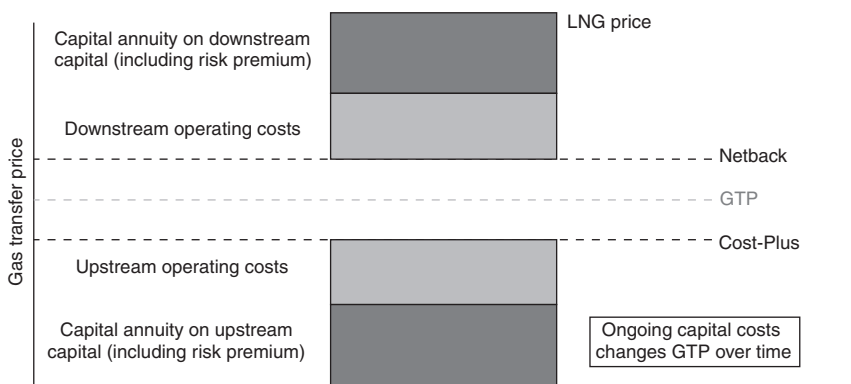 LNG price
Capital annuity on downstream
capital (including risk premium)
Downstream operating costs
Netback
GTP
Cost-Plus
Gas transfer price
Upstream operating costs
Capital annuity on upstream
capital (including risk premium)
Ongoing capital costs
changes GTP over time